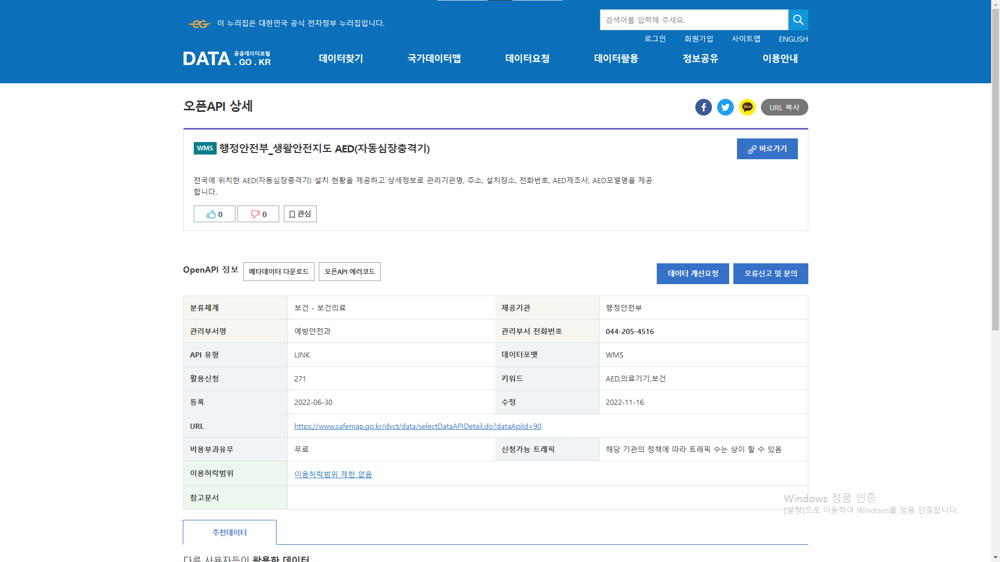 이 누리집은 대한민국 공식 전자정부 누리집입니다.
검색어를 입력해 주세요.
로그인 회원가입 사이트맵 ENGLISH
DATA 공공데이터포털 . GO . KR
데이터찾기 국가데이터맵 데이터요청 데이터활용 정보공유 이용안내
오픈API 상세
TALK
URL 복사
WMS 행정안전부_생활안전지도 AED(자동심장충격기)
바로가기
전국에 위치한 AED(자동심장충격기) 설치 현황을 제공하고 상세정보로 관리기관명, 주소, 설치장소, 전화번호, AED제조사, AED모델명을 제공
합니다.
0 0 관심
OpenAPI 정보 메타데이터 다운로드 오픈API 에러코드 데이터 개선요청 오류신고 및 문의
분류체계 보건 - 보건의료 제공기관 행정안전부
관리부서명 예방안전과 관리부서 전화번호 044-205-4516
API 유형 LINK 데이터포맷 WMS
활용신청 271 키워드 AED,의료기기,보건
등록 2022-06-30 수정 2022-11-16
URL https://www.safemap.go.kr/dvct/data/selectDataAPIDetail.do?dataApiId=90
비용부과유무 무료 신청가능 트래픽 해당 기관의 정책에 따라 트래픽 수는 상이 할 수 있음
이용허락범위 이용허락범위 제한 없음
참고문서
Windows 정품 인증
[설정]으로 이동하여 Windows를 정품 인증합니다.
추천데이터
다른 사용자들이 활용한 데이터